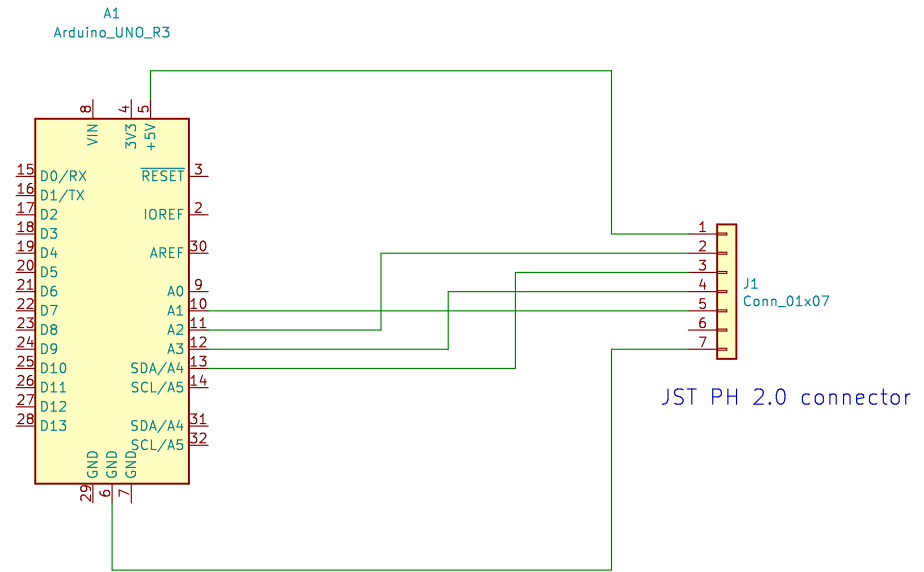 A1
Arduino_UNO_R3
8
4
5
VIN
3V3
+5V
15 D0/RX
RESET 3
16 D1/TX
17 D2
IOREF 2
18 D3
19 D4
AREF 30
20 D5
21 D6
A0 9
22 D7
A1 10
23 D8
A2 11
24 D9
A3 12
25 D10
SDA/A4 13
26 D11
SCL/A5 14
27 D12
28 D13
SDA/A4 31
SCL/A5 32
GND
GND
GND
29
6
7
1
2
3
4
5
6
7
J1
Conn_01x07
JST PH 2.0 connector